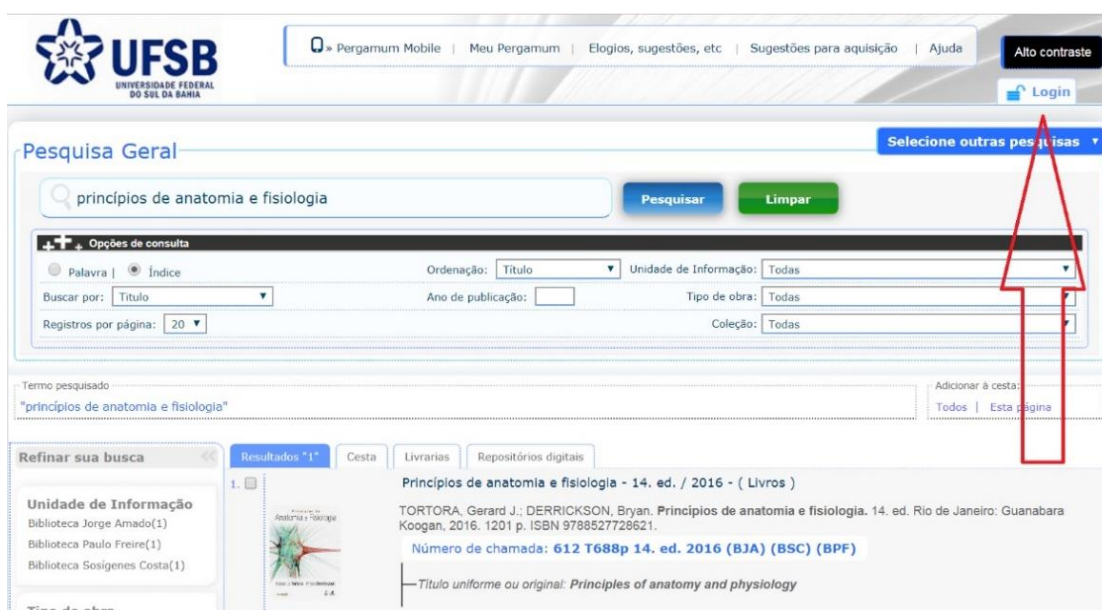 UFSB
UNIVERSIDADE FEDERAL
DO SUL DA BAHIA
» Pergamum Mobile | Meu Pergamum | Elogios, sugestões, etc | Sugestões para aquisição | Ajuda
Alto contraste
Login
Pesquisa Geral
Selecione outras pesquisas
princípios de anatomia e fisiologia
Pesquisar
Limpar
Opções de consulta
Palavra | Índice
Ordenação: Título
Unidade de Informação: Todas
Buscar por: Titulo
Ano de publicação:
Tipo de obra: Todas
Registros por página: 20
Coleção: Todas
Termo pesquisado
"princípios de anatomia e fisiologia"
Adicionar à cesta:
Todos | Esta página
Refinar sua busca
Resultados "1"
Cesta
Livrarias
Repositórios digitais
Unidade de Informação
Biblioteca Jorge Amado(1)
Biblioteca Paulo Freire(1)
Biblioteca Sosígenes Costa(1)
1.
Princípios de anatomia e fisiologia - 14. ed. / 2016 - ( Livros )
TORTORA, Gerard J.; DERRICKSON, Bryan. Princípios de anatomia e fisiologia. 14. ed. Rio de Janeiro: Guanabara
Koogan, 2016. 1201 p. ISBN 9788527728621.
Número de chamada: 612 T688p 14. ed. 2016 (BJA) (BSC) (BPF)
Título uniforme ou original: Principles of anatomy and physiology